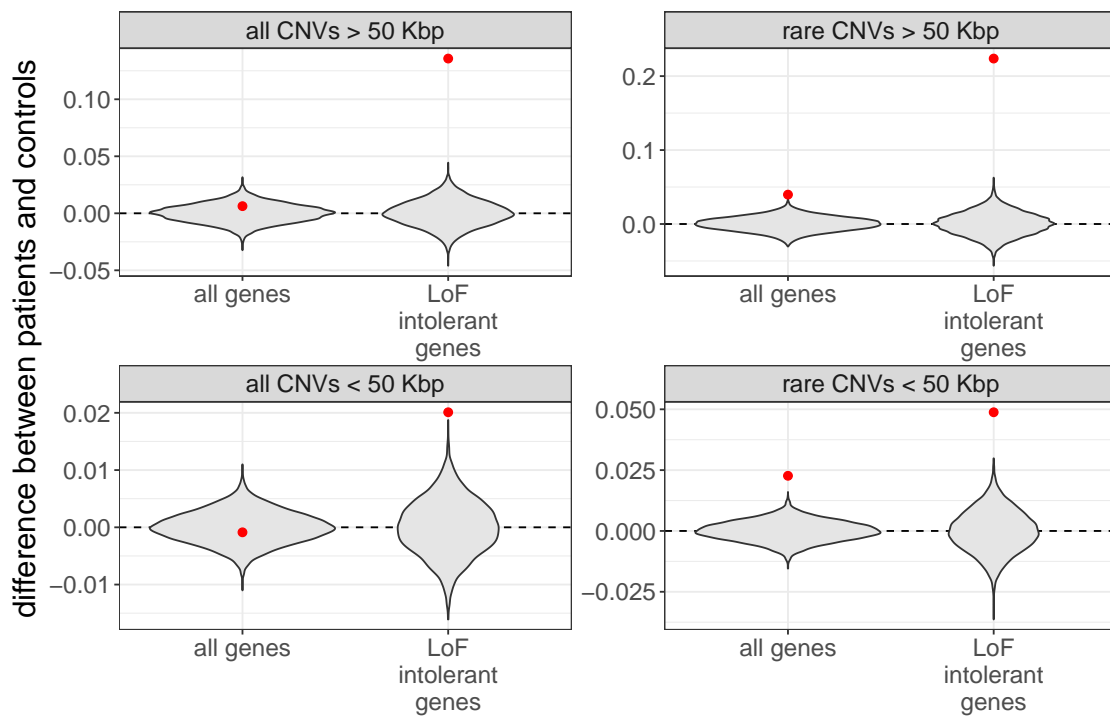 difference between patients and controls
all CNVs > 50 Kbp
0.10
0.05
0.00
−0.05
all genes
LoF
intolerant
genes
rare CNVs > 50 Kbp
0.2
0.1
0.0
all genes
LoF
intolerant
genes
all CNVs < 50 Kbp
0.02
0.01
0.00
−0.01
all genes
LoF
intolerant
genes
rare CNVs < 50 Kbp
0.050
0.025
0.000
−0.025
all genes
LoF
intolerant
genes